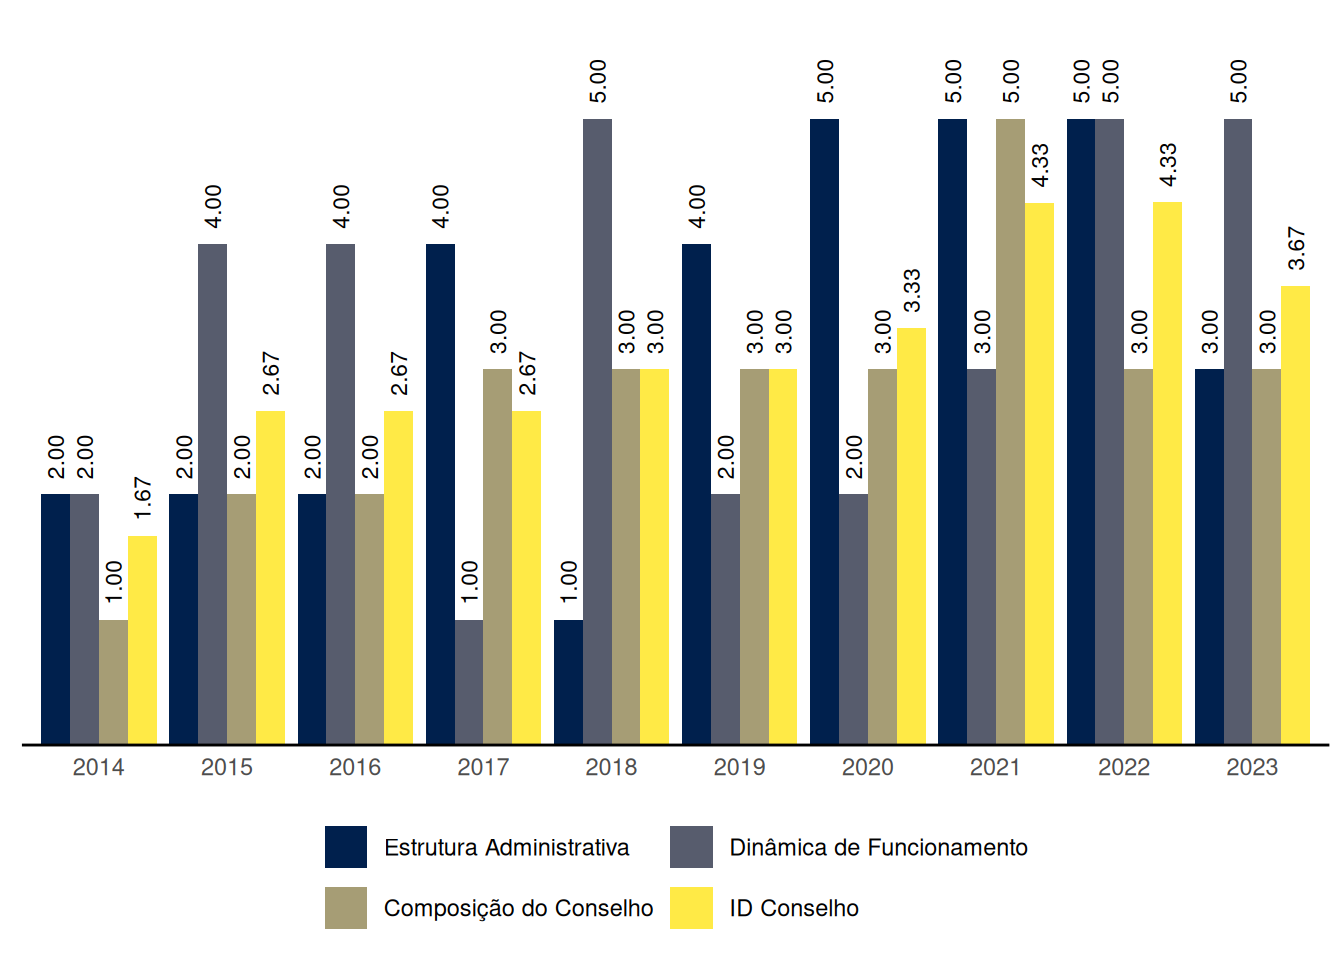 2.00 2.00 1.00 1.67
2.00 4.00 2.00 2.67
2.00 4.00 2.00 2.67
4.00 1.00 3.00 2.67
1.00 5.00 3.00 3.00
4.00 2.00 3.00 3.00
5.00 2.00 3.00 3.33
5.00 3.00 5.00 4.33
5.00 5.00 3.00 4.33
3.00 5.00 3.00 3.67
2014 2015 2016 2017 2018 2019 2020 2021 2022 2023
Estrutura Administrativa Dinâmica de Funcionamento
Composição do Conselho ID Conselho